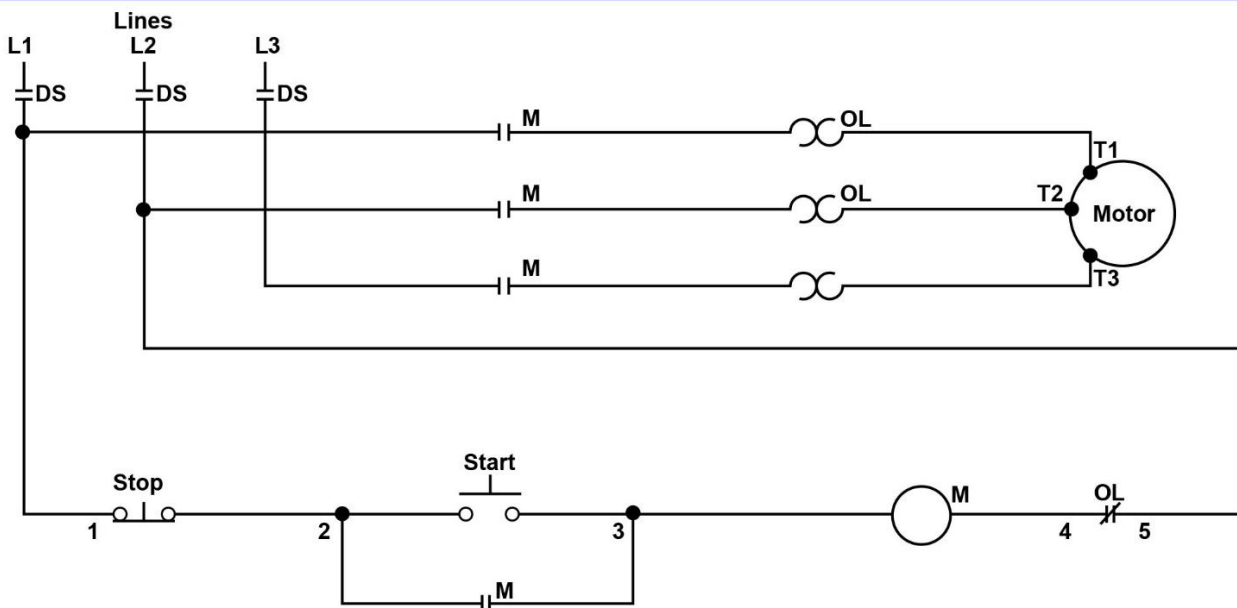 Lines
L1 L2 L3
DS DS DS
M OL
T1
M OL T2 Motor
M
T3
Stop Start M OL
1 2 3 4 5
M